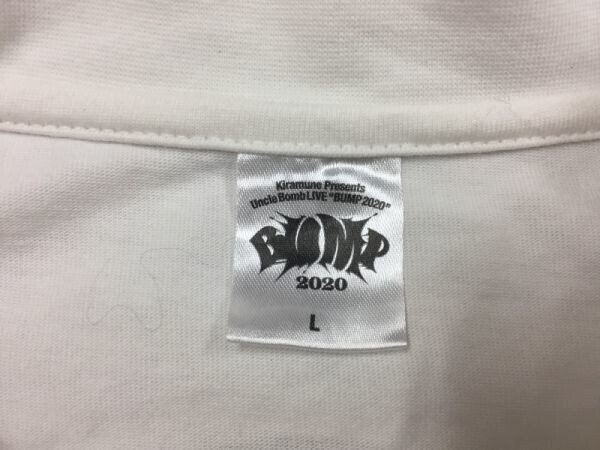 Kiramune Presents
Uncle Bomb LIVE "BUMP 2020"
BUMP
2020
L